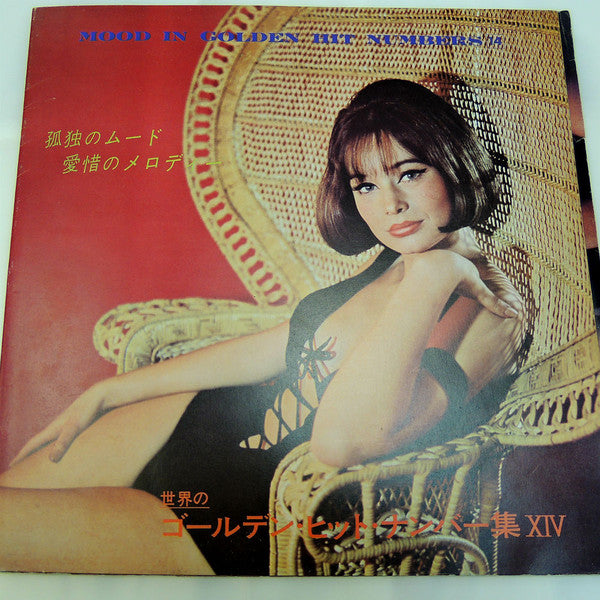 MOOD IN GOLDEN HIT NUMBERS '14
孤独のムード
愛惜のメロディー
世界の
ゴールデン・ヒット・ナンバー集 XIV